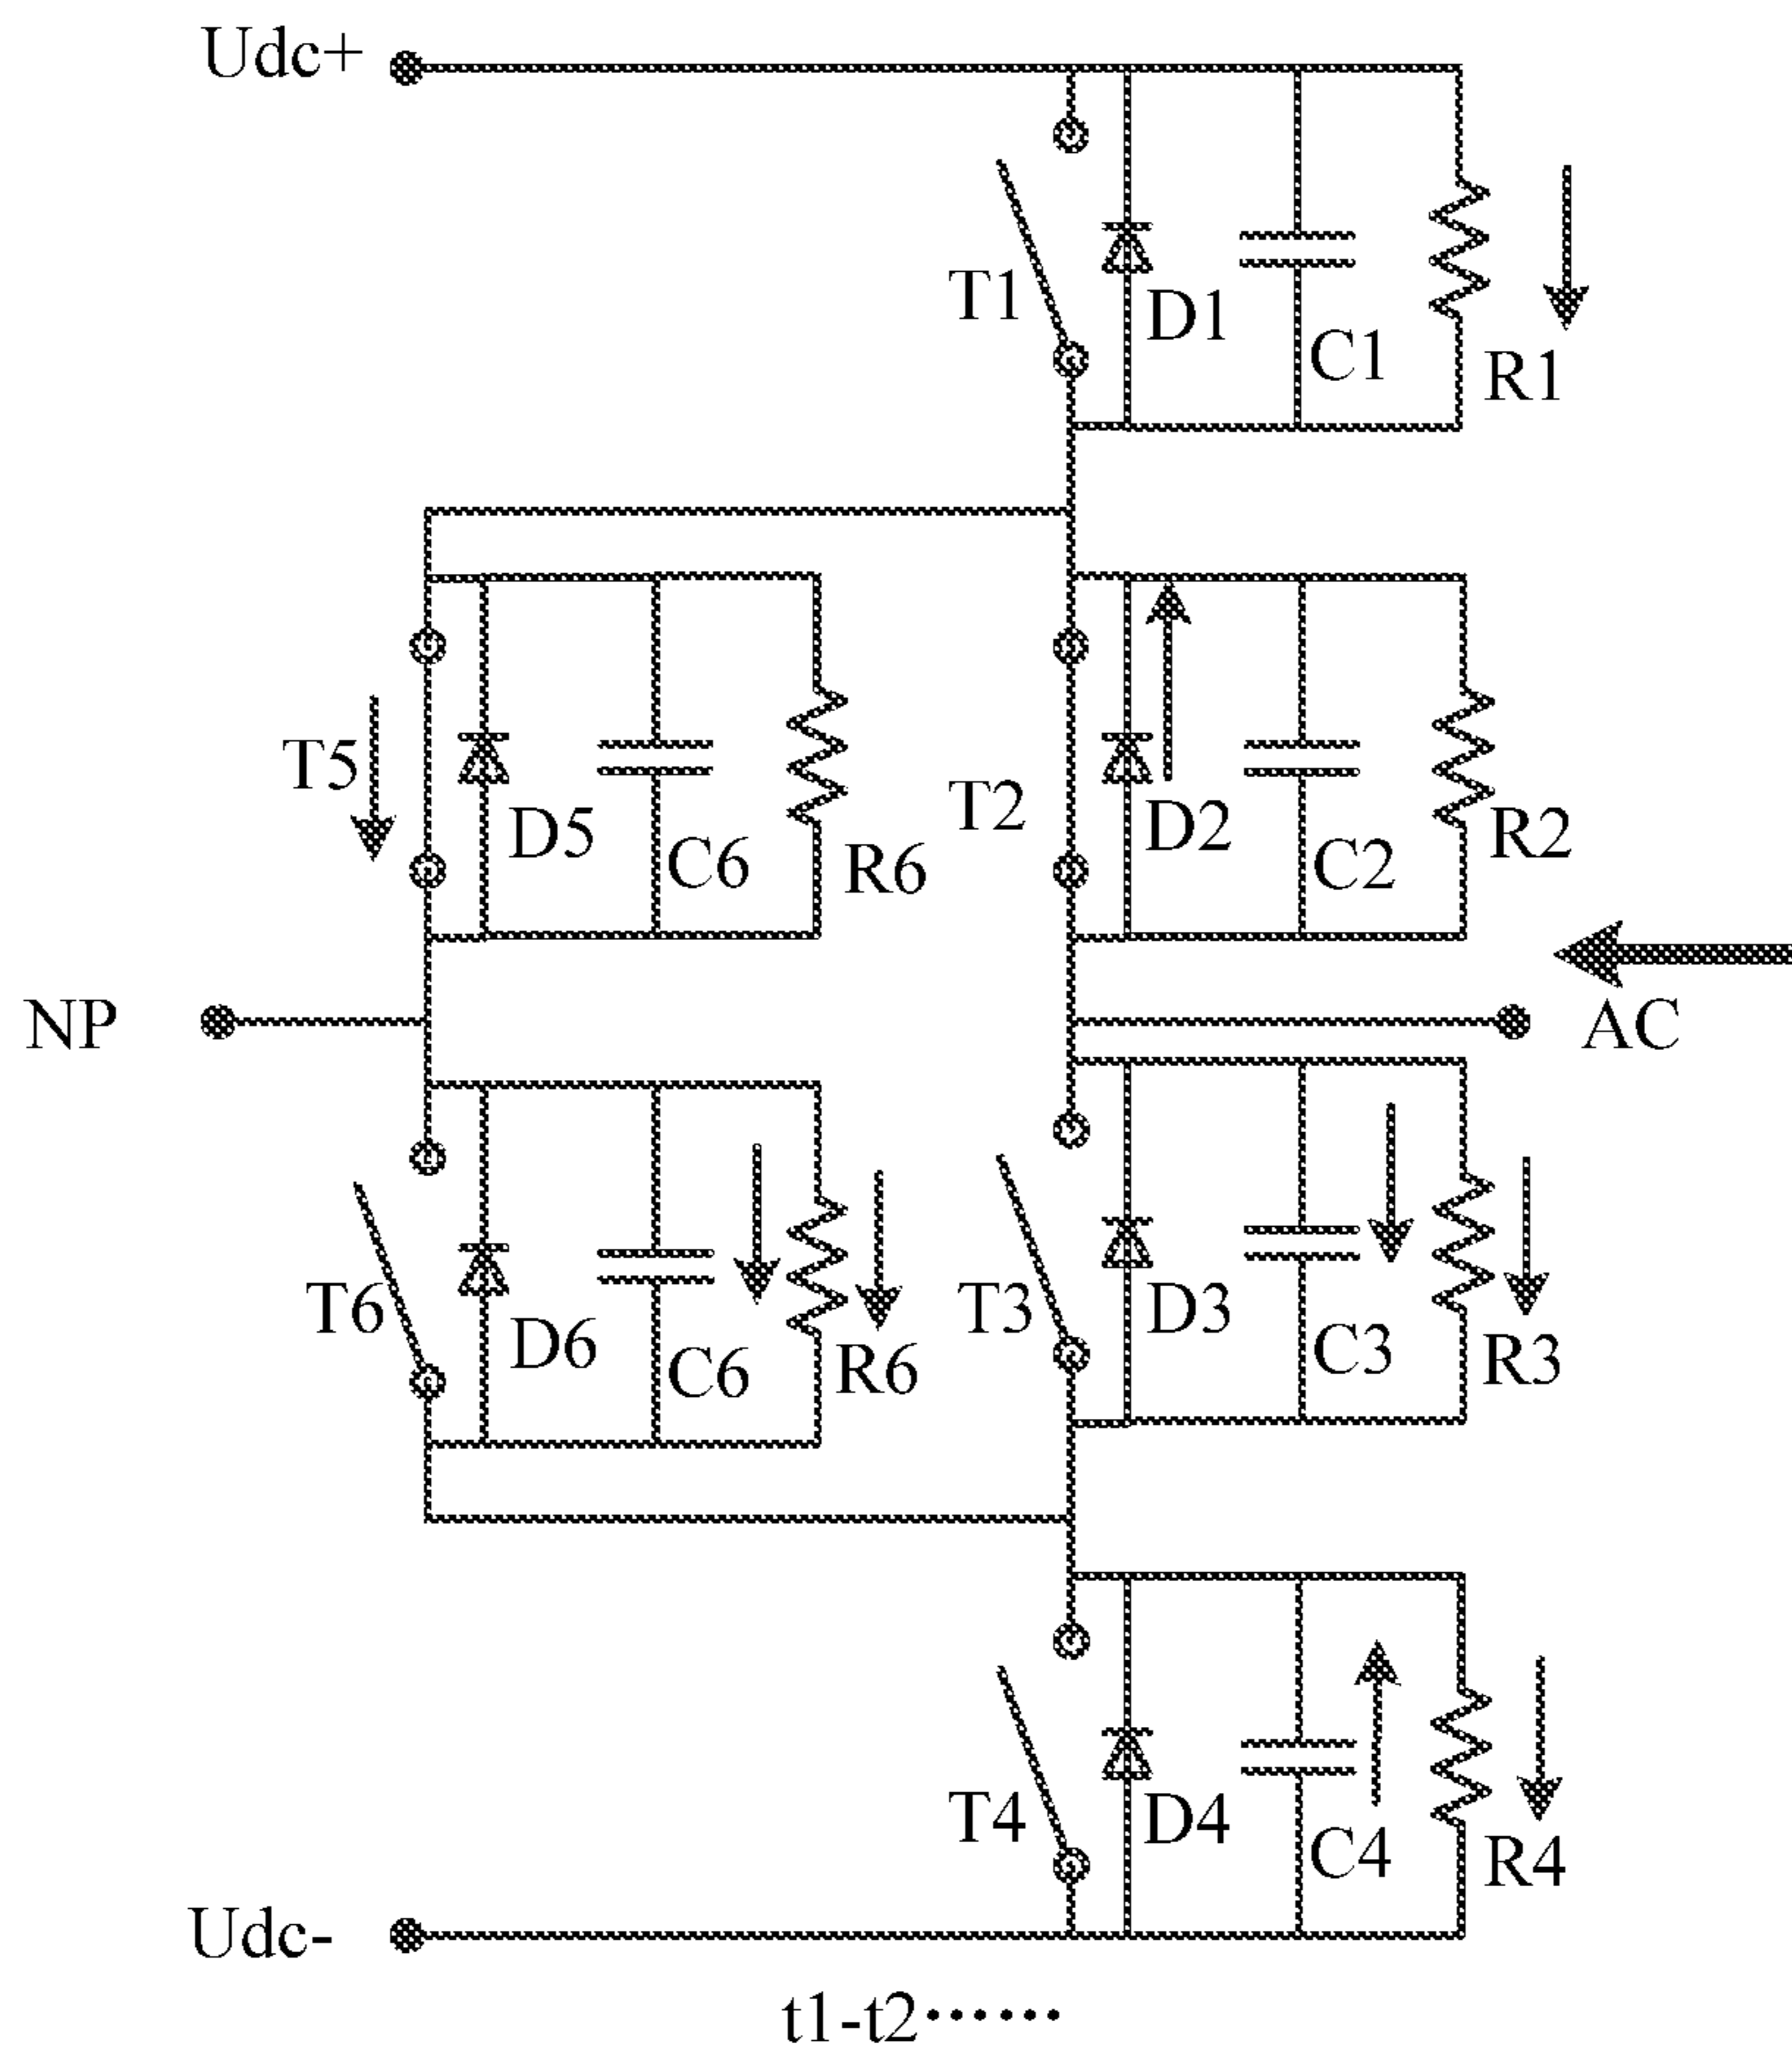 Udc+
T1
D1
C1
R1
T5
D5
C6
R6
T2
D2
C2
R2
NP
AC
T6
D6
C6
R6
T3
D3
C3
R3
T4
D4
C4
R4
Udc-
t1-t2······